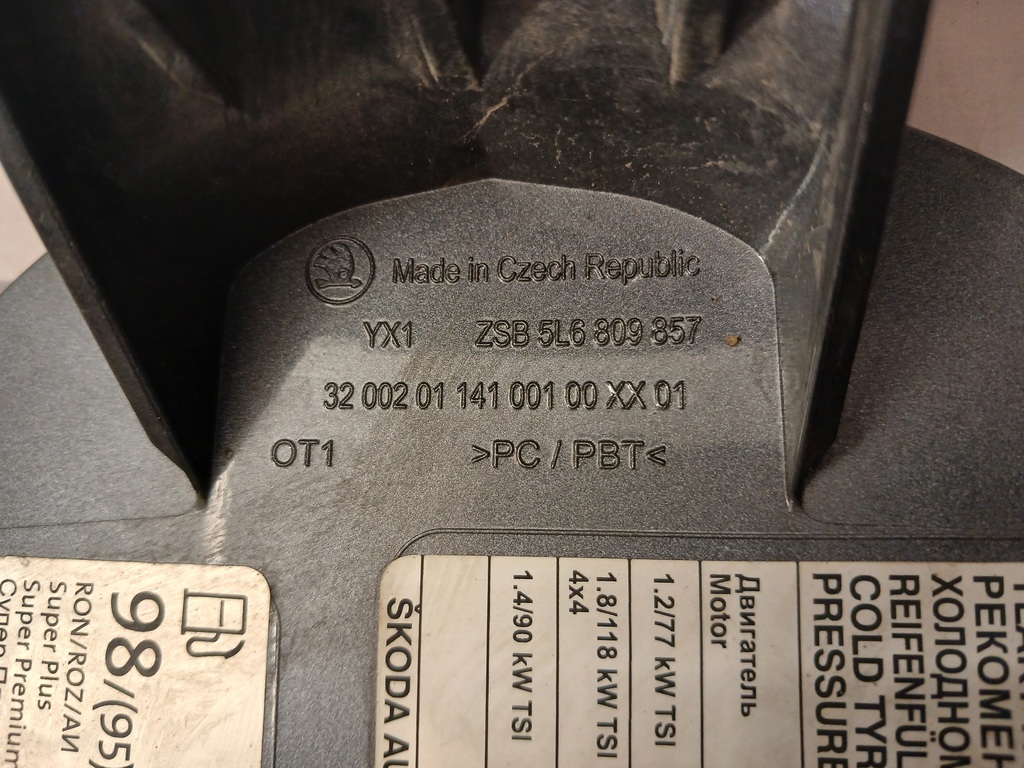 Made in Czech Republic
YX1 ZSB 5L6 809 857
32 002 01 141 001 00 XX 01
OT1 >PC / PBT<
98/(95)
RON/ROZ/АИ
Super Plus
Super Premium
РЕКОМЕН
ХОЛОДНОМ
REIFENFÜL
COLD TYR
PRESSURE
Двигатель
Motor
1.2/77 kW TSI
1.8/118 kW TSI
4x4
1.4/90 kW TSI
ŠKODA AU